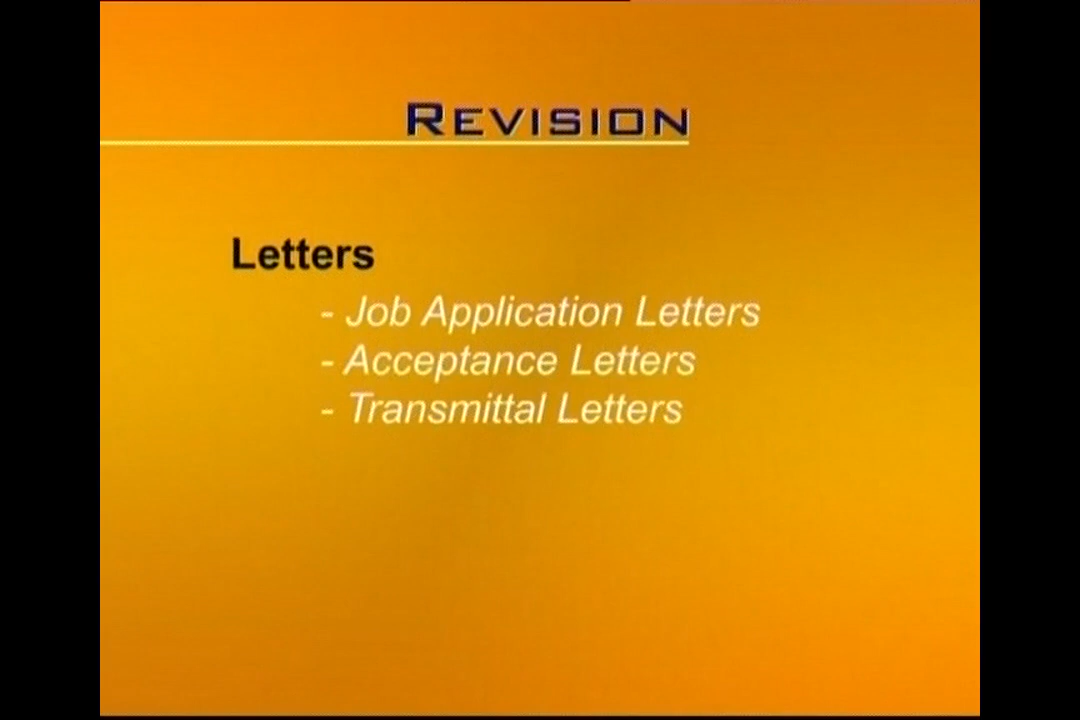 REVISION
Letters
- Job Application Letters
- Acceptance Letters
- Transmittal Letters